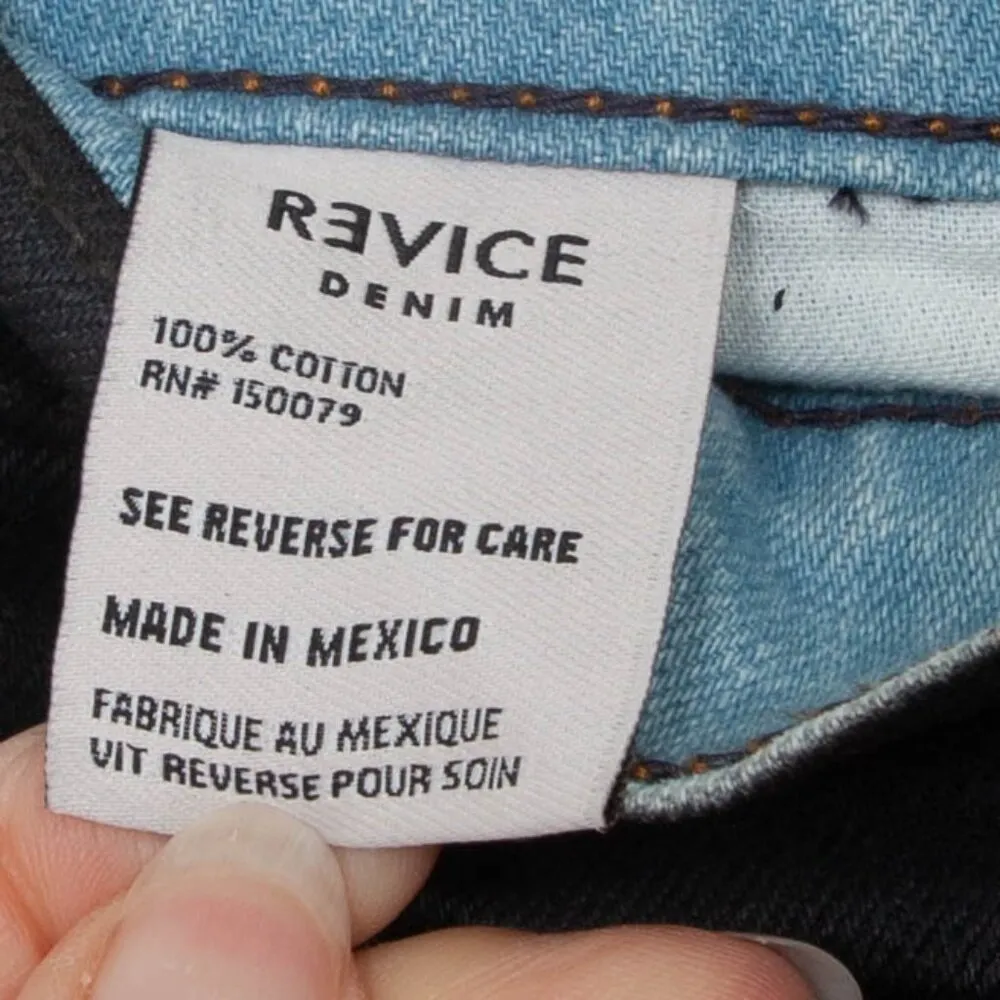 RƎVICE
DENIM
100% COTTON
RN# 150079
SEE REVERSE FOR CARE
MADE IN MEXICO
FABRIQUE AU MEXIQUE
VIT REVERSE POUR SOIN